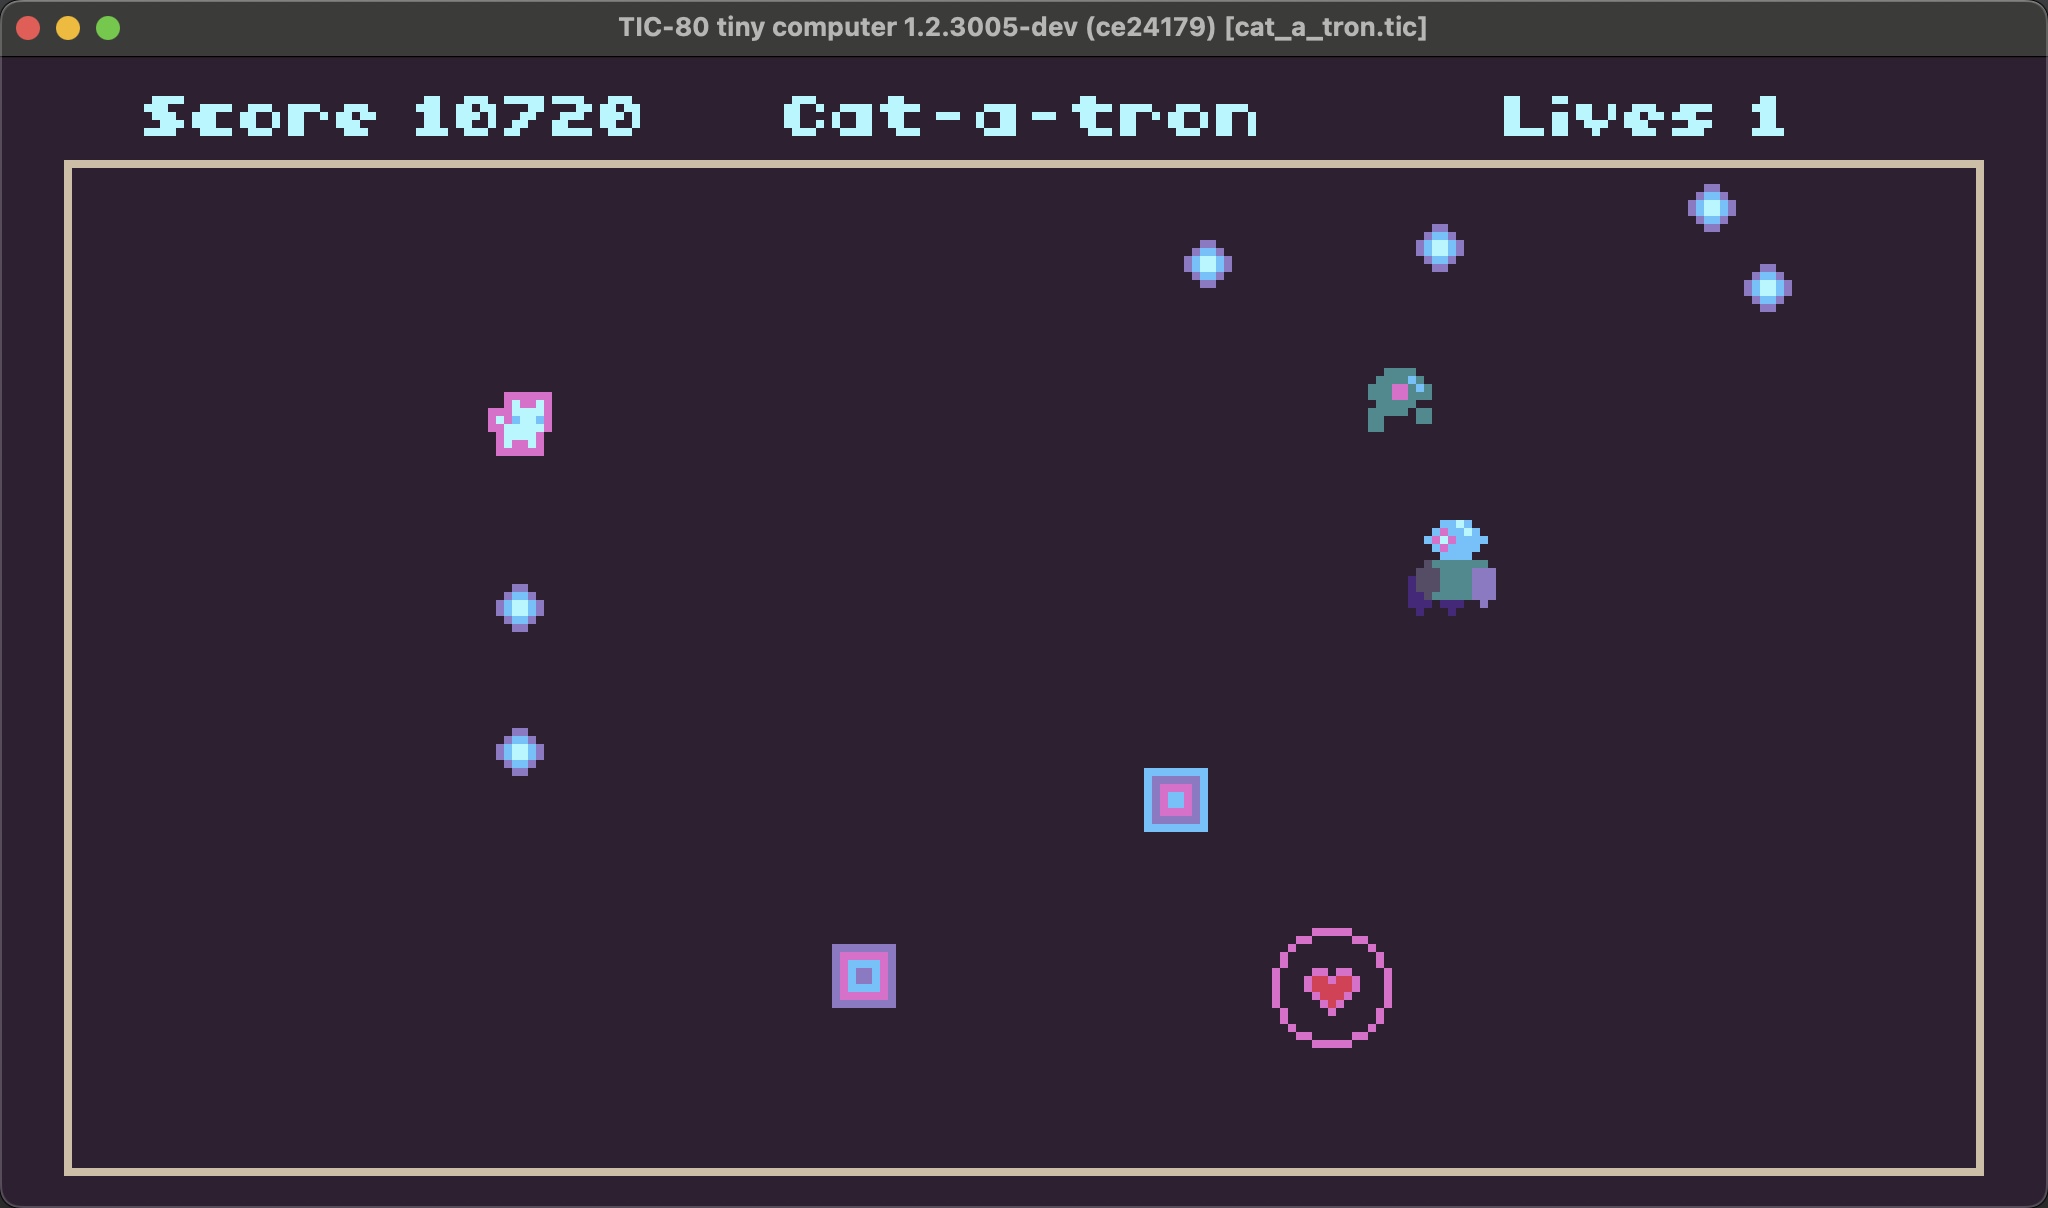 TIC-80 tiny computer 1.2.3005-dev (ce24179) [cat_a_tron.tic]
Score 10720 Cat-a-tron Lives 1